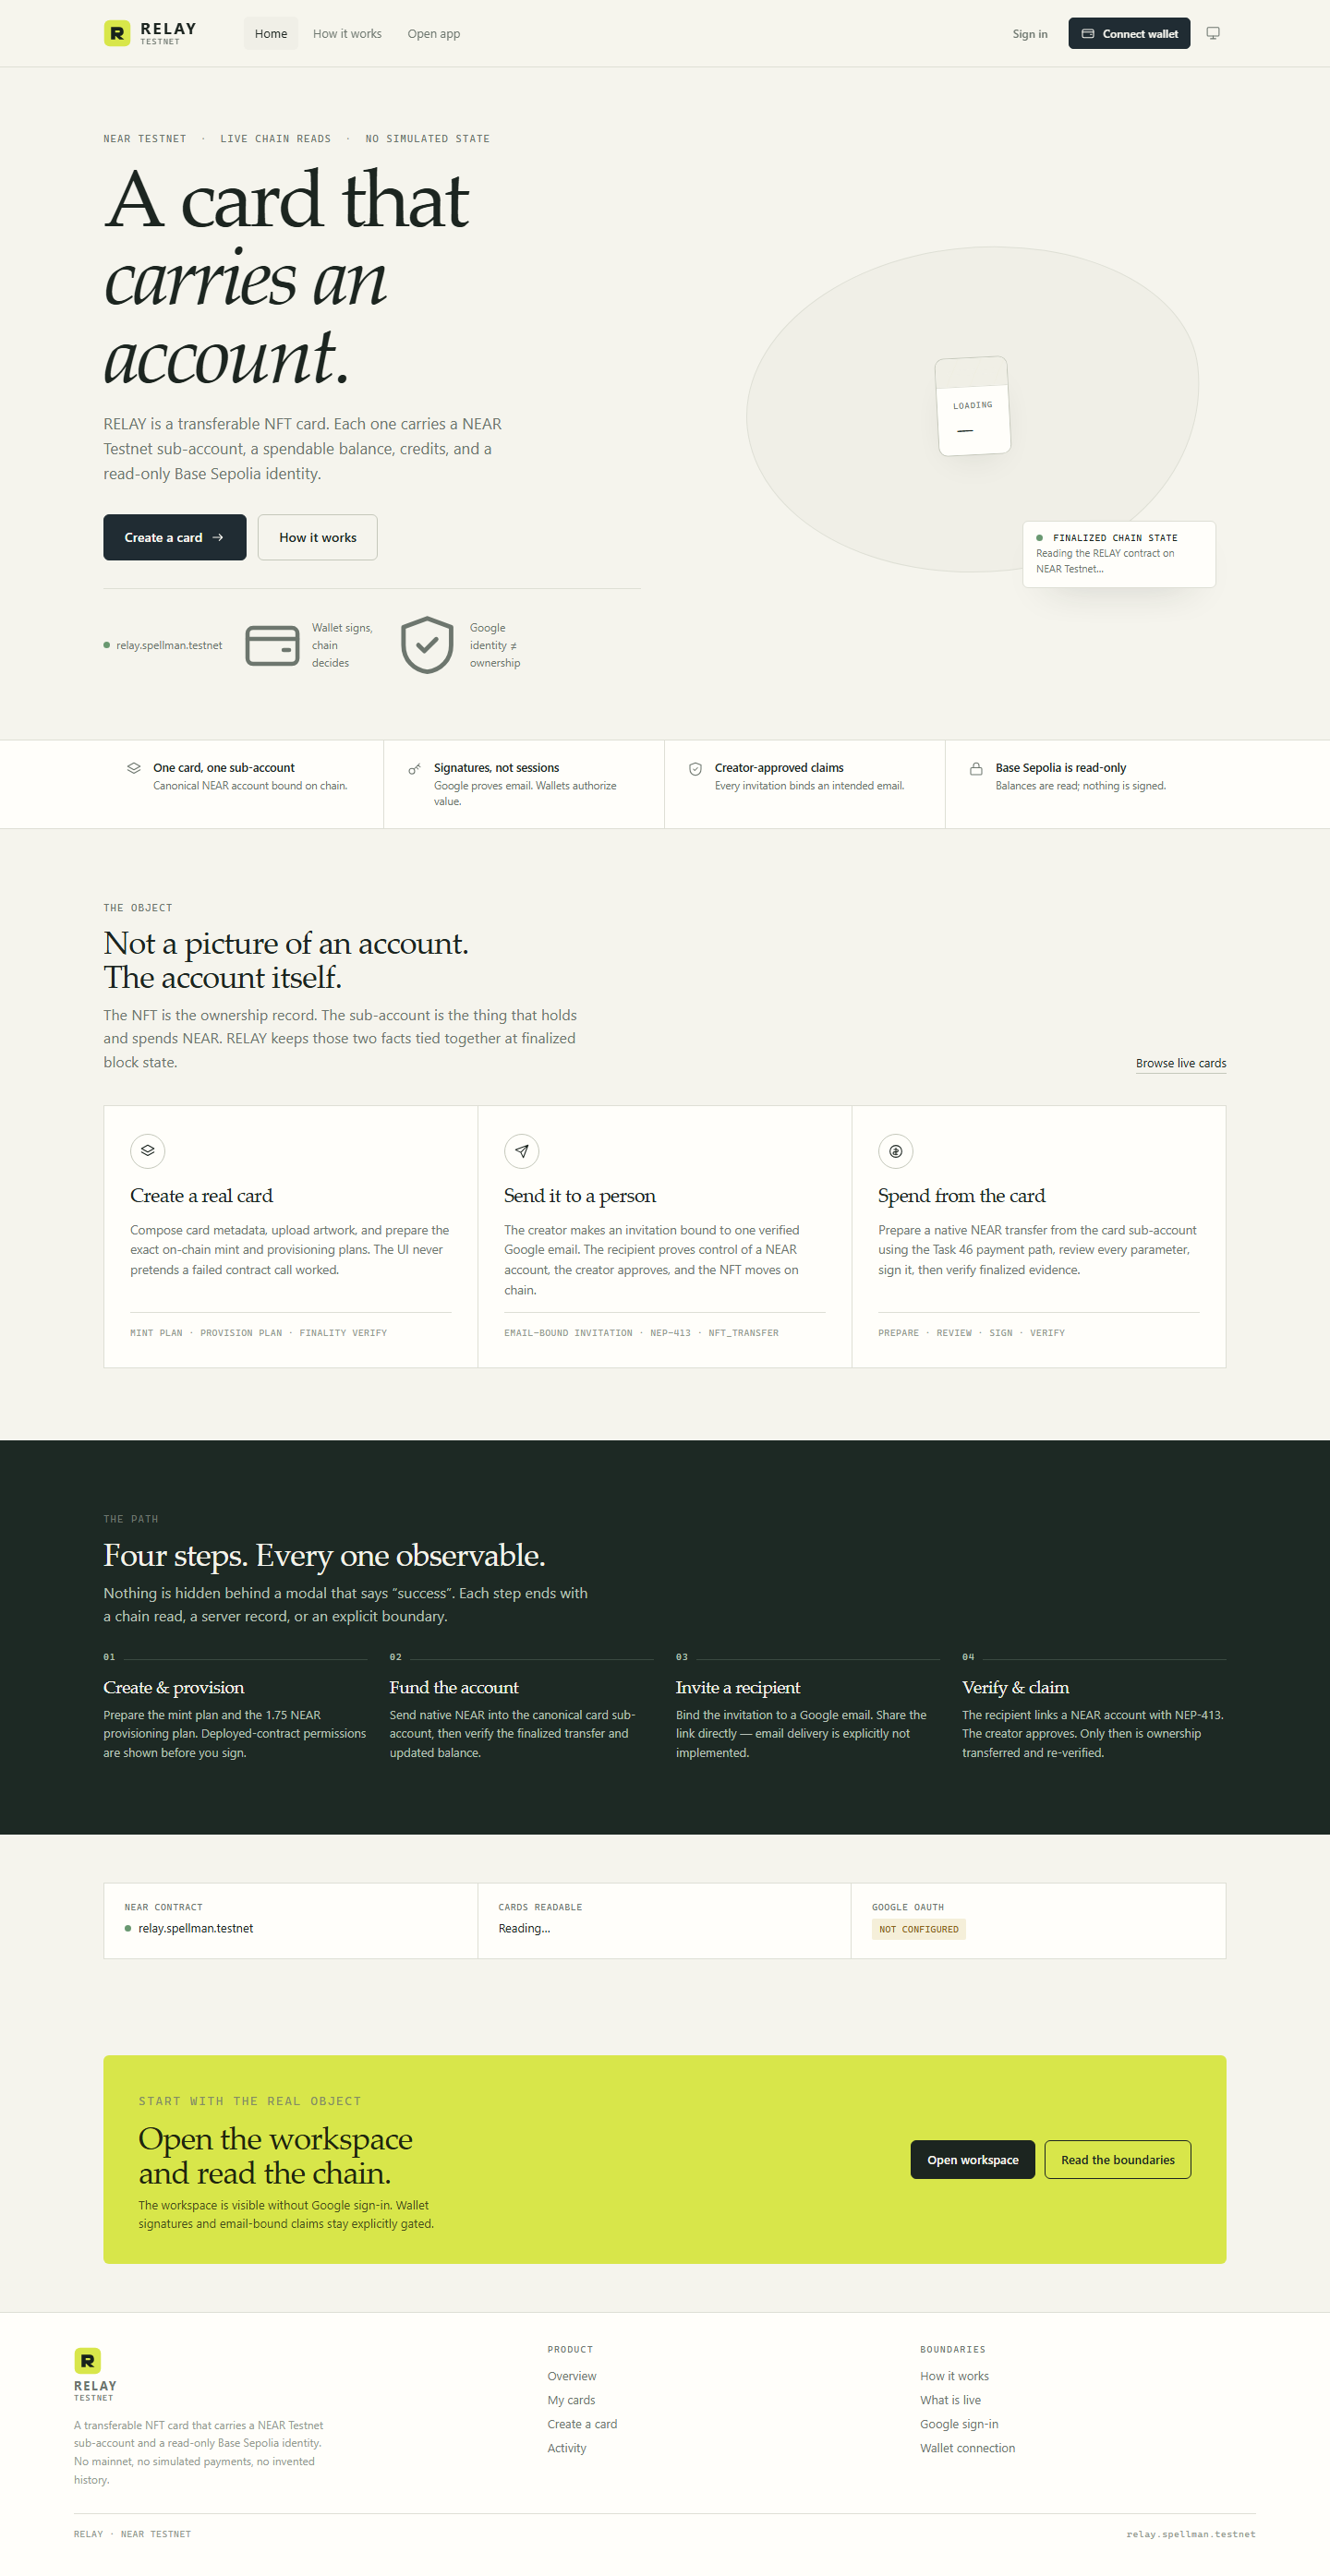 RELAY
TESTNET
Home
How it works
Open app
Sign in
Connect wallet
NEAR TESTNET · LIVE CHAIN READS · NO SIMULATED STATE
A card that
carries an
account.
RELAY is a transferable NFT card. Each one carries a NEAR
Testnet sub-account, a spendable balance, credits, and a
read-only Base Sepolia identity.
Create a card →
How it works
LOADING
—
FINALIZED CHAIN STATE
Reading the RELAY contract on
NEAR Testnet…
relay.spellman.testnet
Wallet signs,
chain
decides
Google
identity ≠
ownership
One card, one sub-account
Canonical NEAR account bound on chain.
Signatures, not sessions
Google proves email. Wallets authorize
value.
Creator-approved claims
Every invitation binds an intended email.
Base Sepolia is read-only
Balances are read; nothing is signed.
THE OBJECT
Not a picture of an account.
The account itself.
The NFT is the ownership record. The sub-account is the thing that holds
and spends NEAR. RELAY keeps those two facts tied together at finalized
block state.
Browse live cards
Create a real card
Compose card metadata, upload artwork, and prepare the
exact on-chain mint and provisioning plans. The UI never
pretends a failed contract call worked.
MINT PLAN · PROVISION PLAN · FINALITY VERIFY
Send it to a person
The creator makes an invitation bound to one verified
Google email. The recipient proves control of a NEAR
account, the creator approves, and the NFT moves on
chain.
EMAIL-BOUND INVITATION · NEP-413 · NFT_TRANSFER
Spend from the card
Prepare a native NEAR transfer from the card sub-account
using the Task 46 payment path, review every parameter,
sign it, then verify finalized evidence.
PREPARE · REVIEW · SIGN · VERIFY
THE PATH
Four steps. Every one observable.
Nothing is hidden behind a modal that says “success”. Each step ends with
a chain read, a server record, or an explicit boundary.
01
Create & provision
Prepare the mint plan and the 1.75 NEAR
provisioning plan. Deployed-contract permissions
are shown before you sign.
02
Fund the account
Send native NEAR into the canonical card sub-
account, then verify the finalized transfer and
updated balance.
03
Invite a recipient
Bind the invitation to a Google email. Share the
link directly — email delivery is explicitly not
implemented.
04
Verify & claim
The recipient links a NEAR account with NEP-413.
The creator approves. Only then is ownership
transferred and re-verified.
NEAR CONTRACT
relay.spellman.testnet
CARDS READABLE
Reading…
GOOGLE OAUTH
NOT CONFIGURED
START WITH THE REAL OBJECT
Open the workspace
and read the chain.
The workspace is visible without Google sign-in. Wallet
signatures and email-bound claims stay explicitly gated.
Open workspace
Read the boundaries
RELAY
TESTNET
A transferable NFT card that carries a NEAR Testnet
sub-account and a read-only Base Sepolia identity.
No mainnet, no simulated payments, no invented
history.
PRODUCT
Overview
My cards
Create a card
Activity
BOUNDARIES
How it works
What is live
Google sign-in
Wallet connection
RELAY · NEAR TESTNET
relay.spellman.testnet